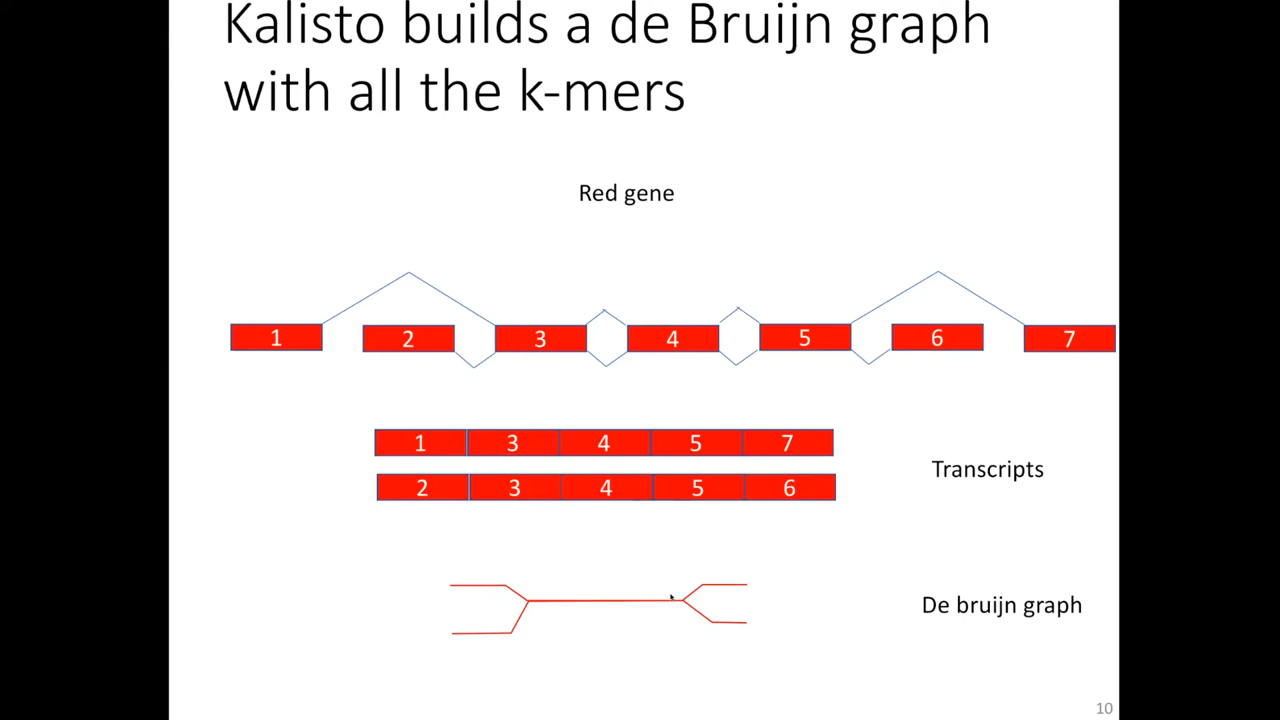 Kalisto builds a de Bruijn graph
with all the k-mers
Red gene
1 2 3 4 5 6 7
1 3 4 5 7
Transcripts
2 3 4 5 6
De bruijn graph
10